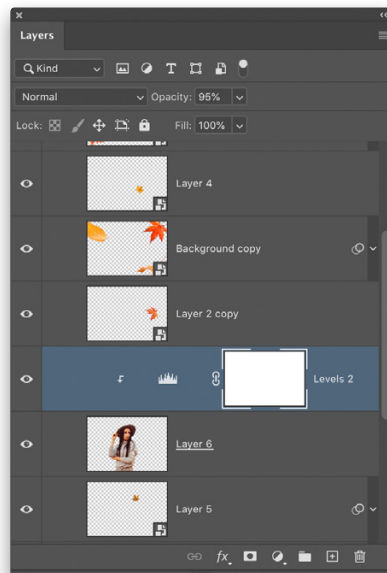 Layers
Kind
Normal Opacity: 95%
Lock: Fill: 100%
Layer 4
Background copy
Layer 2 copy
Levels 2
Layer 6
Layer 5
fx